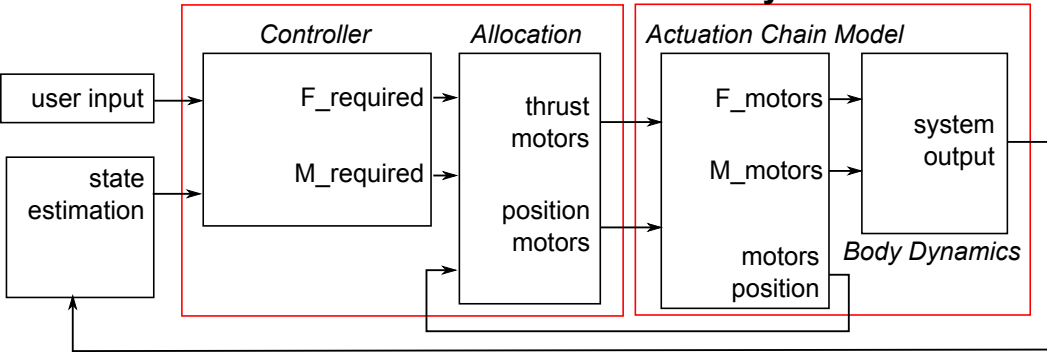 Controller
Allocation
Actuation Chain Model
user input
state
estimation
F_required
M_required
thrust
motors
position
motors
F_motors
M_motors
motors
position
system
output
Body Dynamics